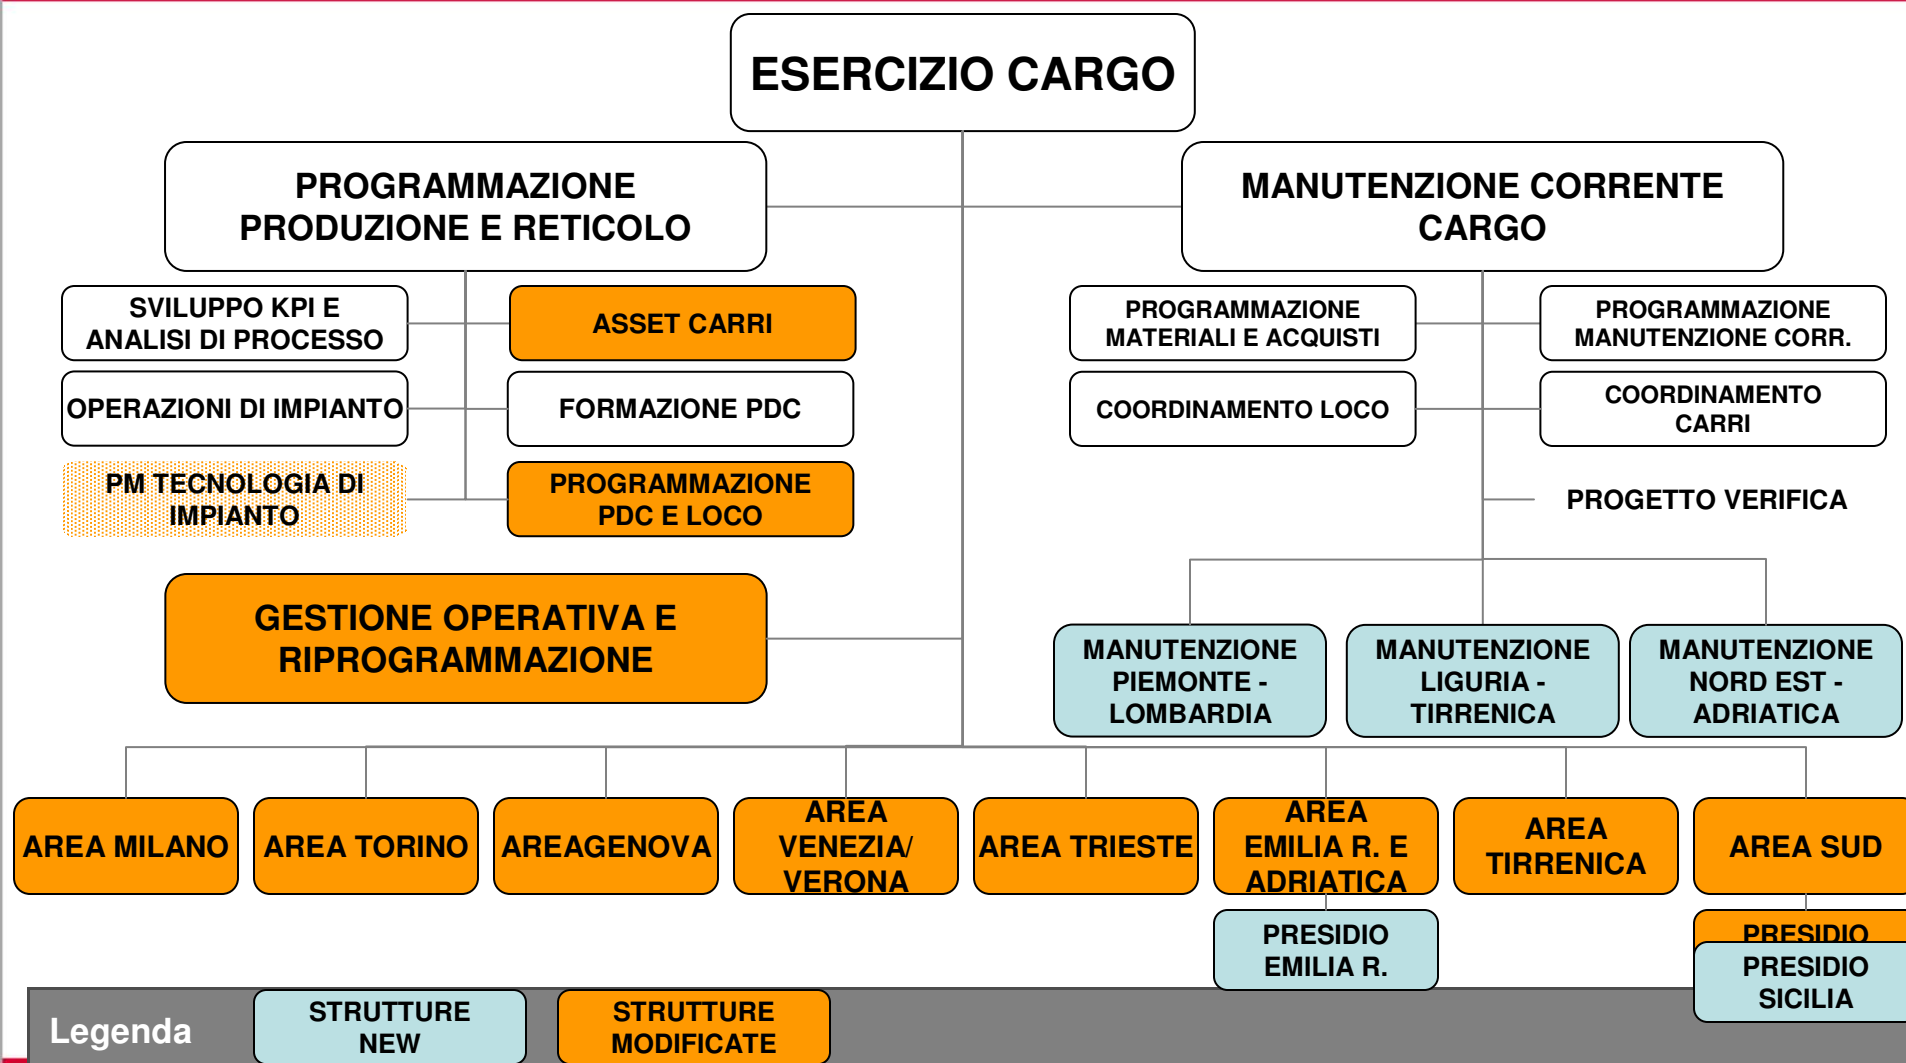 ESERCIZIO CARGO
PROGRAMMAZIONE
PRODUZIONE E RETICOLO
MANUTENZIONE CORRENTE
CARGO
SVILUPPO KPI E
ANALISI DI PROCESSO
ASSET CARRI
PROGRAMMAZIONE
MATERIALI E ACQUISTI
PROGRAMMAZIONE
MANUTENZIONE CORR.
OPERAZIONI DI IMPIANTO
FORMAZIONE PDC
COORDINAMENTO LOCO
COORDINAMENTO
CARRI
PM TECNOLOGIA DI
IMPIANTO
PROGRAMMAZIONE
PDC E LOCO
PROGETTO VERIFICA
GESTIONE OPERATIVA E
RIPROGRAMMAZIONE
MANUTENZIONE
PIEMONTE -
LOMBARDIA
MANUTENZIONE
LIGURIA -
TIRRENICA
MANUTENZIONE
NORD EST -
ADRIATICA
AREA MILANO
AREA TORINO
AREAGENOVA
AREA
VENEZIA/
VERONA
AREA TRIESTE
AREA
EMILIA R. E
ADRIATICA
AREA
TIRRENICA
AREA SUD
PRESIDIO
EMILIA R.
PRESIDIO
PRESIDIO
SICILIA
Legenda
STRUTTURE
NEW
STRUTTURE
MODIFICATE